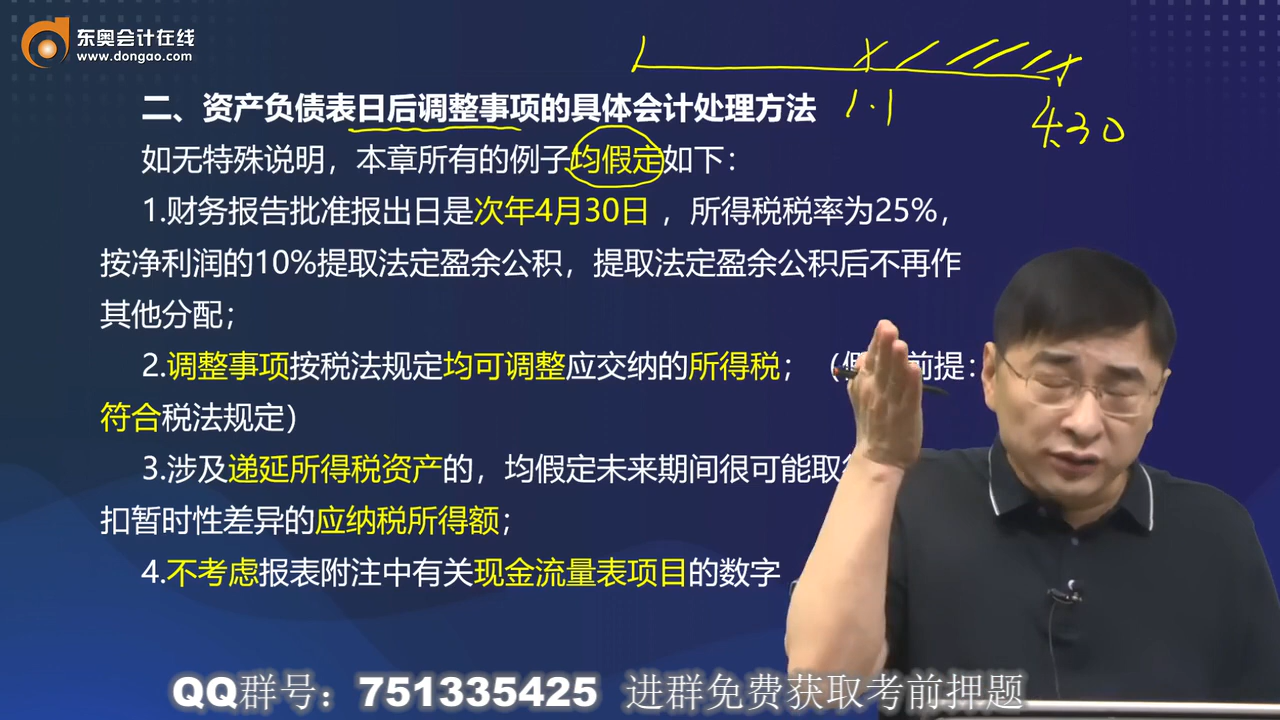 东奥会计在线
www.dongao.com
1.1
4.30
二、资产负债表日后调整事项的具体会计处理方法
如无特殊说明，本章所有的例子均假定如下：
1.财务报告批准报出日是次年4月30日 ，所得税税率为25%，
按净利润的10%提取法定盈余公积，提取法定盈余公积后不再作
其他分配；
2.调整事项按税法规定均可调整应交纳的所得税；（ 前提：
符合税法规定）
3.涉及递延所得税资产的，均假定未来期间很可能取
扣暂时性差异的应纳税所得额；
4.不考虑报表附注中有关现金流量表项目的数字
QQ群号：751335425 进群免费获取考前押题